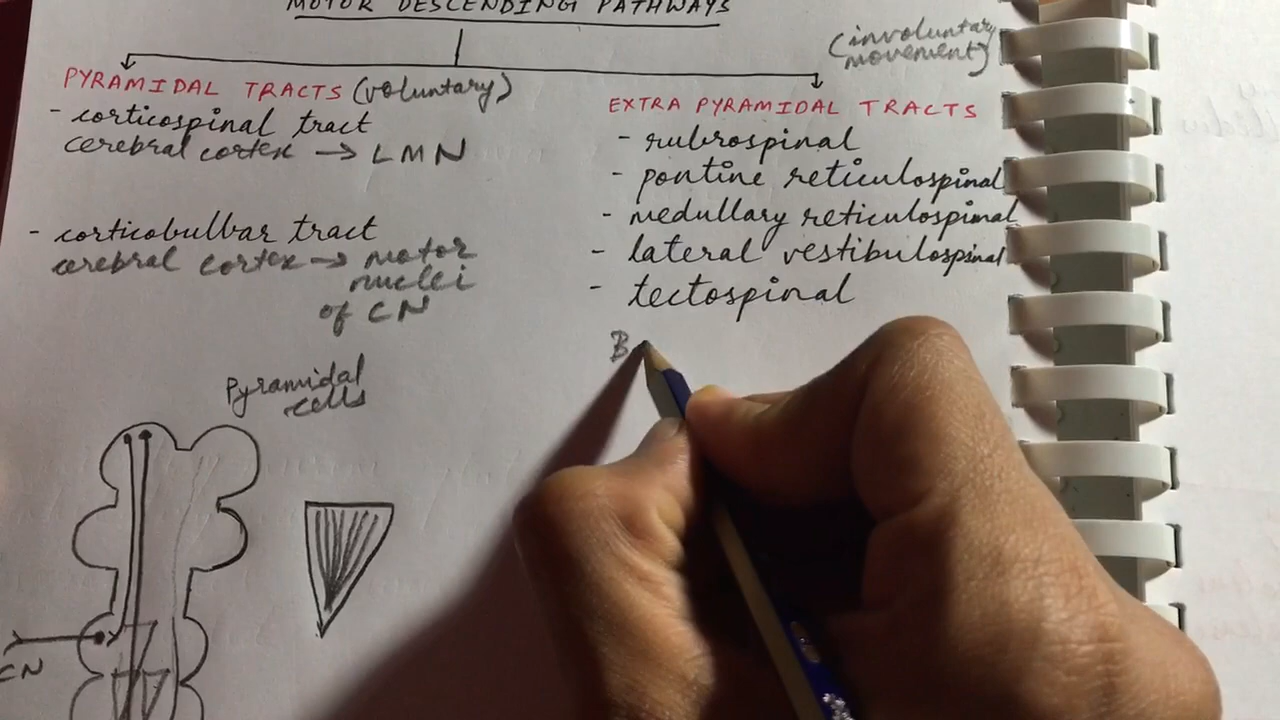 MOTOR DESCENDING PATHWAYS
(involuntary
movement)
PYRAMIDAL TRACTS (voluntary)
- corticospinal tract
cerebral cortex → LMN
- corticobulbar tract
cerebral cortex → motor
nuclei
of CN
EXTRA PYRAMIDAL TRACTS
- rubrospinal
- pontine reticulospinal
- medullary reticulospinal
- lateral vestibulospinal
- tectospinal
B
Pyramidal
cells
CN